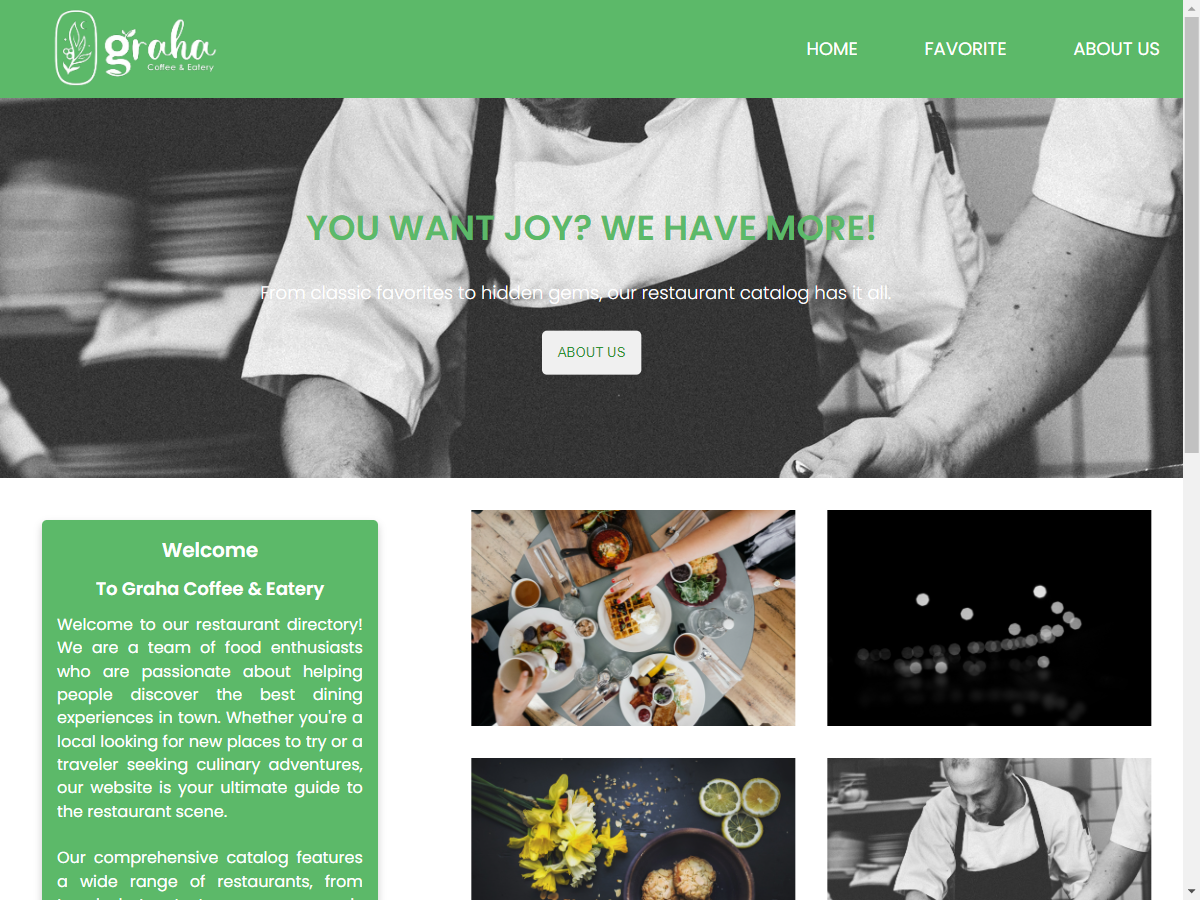 graha
Coffee & Eatery
HOME
FAVORITE
ABOUT US
YOU WANT JOY? WE HAVE MORE!
From classic favorites to hidden gems, our restaurant catalog has it all.
ABOUT US
Welcome
To Graha Coffee & Eatery
Welcome to our restaurant directory!
We are a team of food enthusiasts
who are passionate about helping
people discover the best dining
experiences in town. Whether you're a
local looking for new places to try or a
traveler seeking culinary adventures,
our website is your ultimate guide to
the restaurant scene.
Our comprehensive catalog features
a wide range of restaurants, from